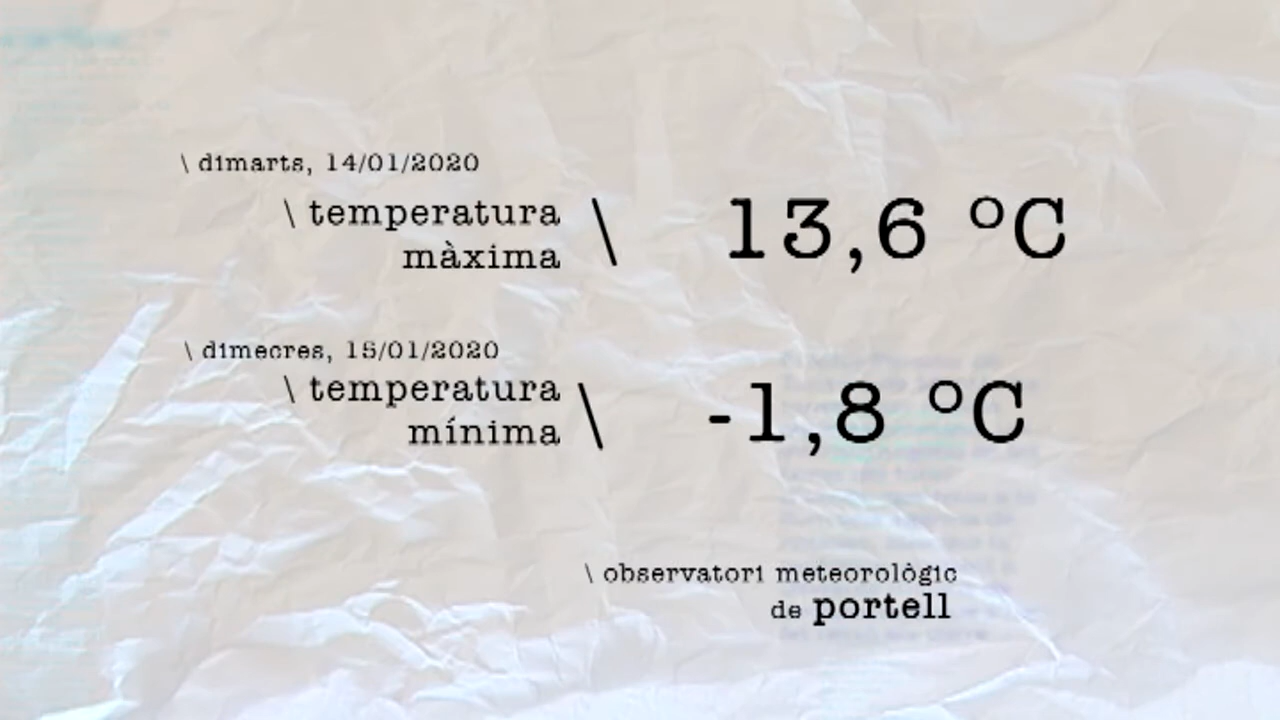 \ dimarts, 14/01/2020
\ temperatura \ 13,6 ºC
màxima
\ dimecres, 15/01/2020
\ temperatura \ -1,8 ºC
mínima
\ observatori meteorològic
de portell